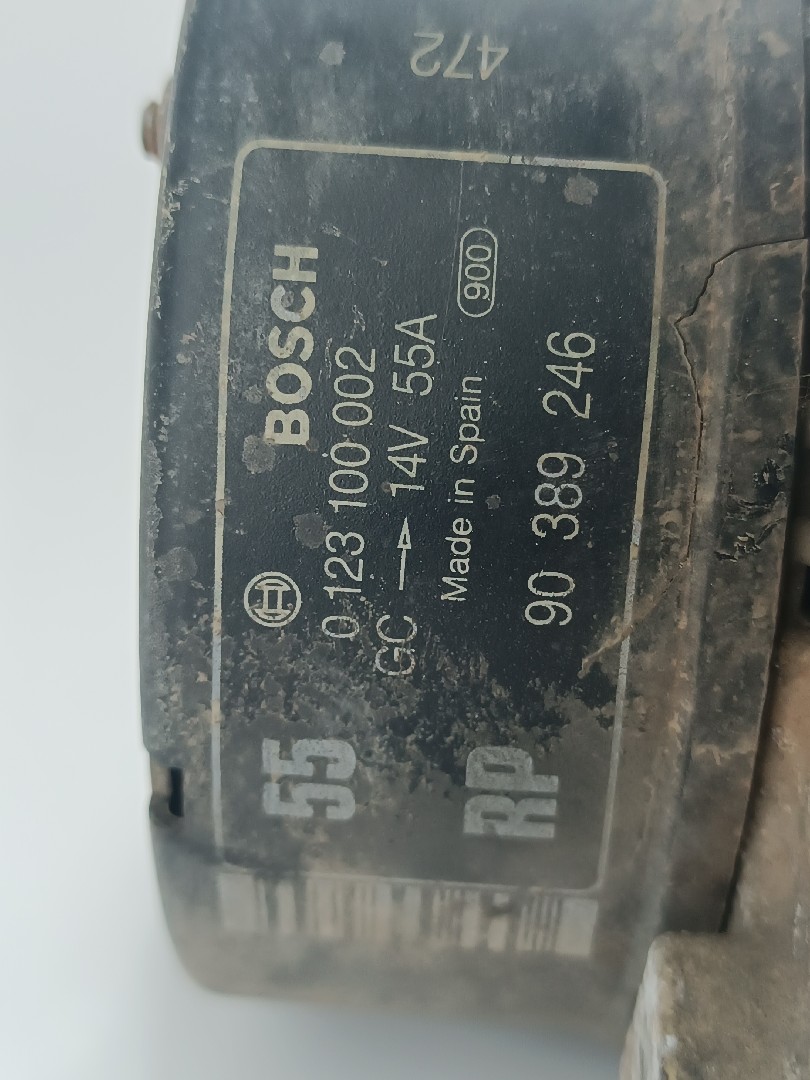 BOSCH
0 123 100 002
GC → 14V 55A
Made in Spain 900
90 389 246
55
RP
472